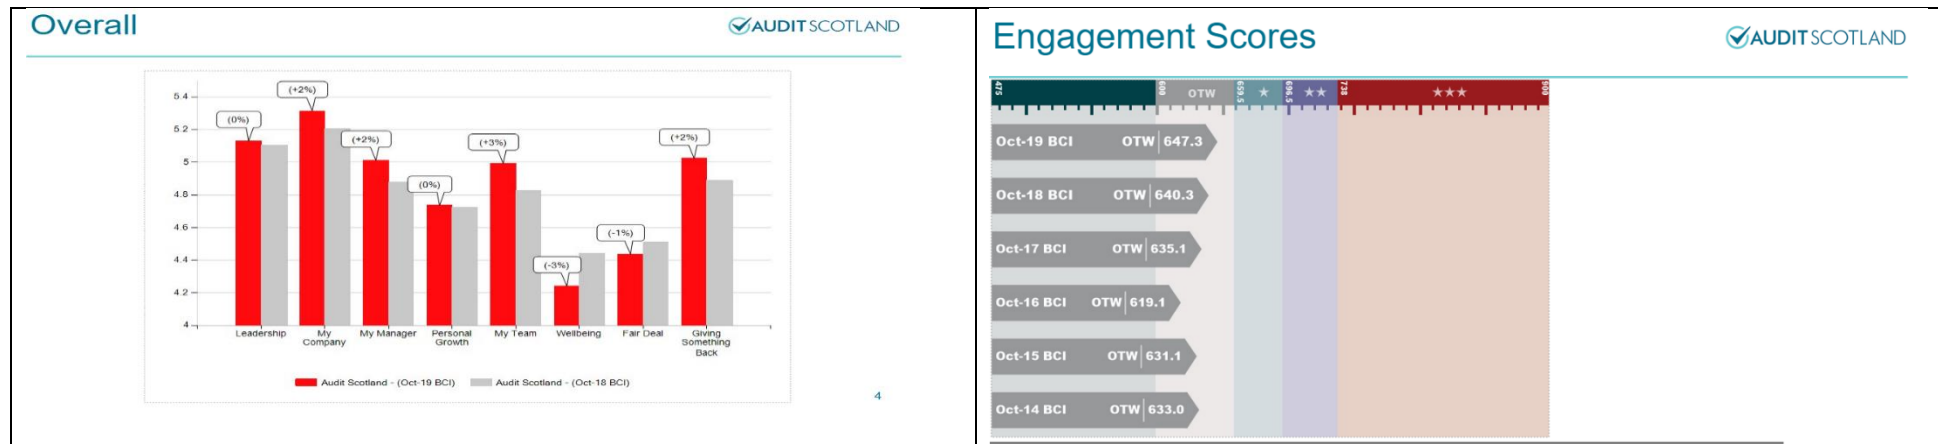 Overall
AUDIT SCOTLAND
5.4
5.2
5
4.8
4.6
4.4
4.2
4
(0%)
(+2%)
(+2%)
(0%)
(+3%)
(-3%)
(-1%)
(+2%)
Leadership
My
Company
My Manager
Personal
Growth
My Team
Wellbeing
Fair Deal
Giving
Something
Back
Audit Scotland - (Oct-19 BCI)
Audit Scotland - (Oct-18 BCI)
4
Engagement Scores
AUDIT SCOTLAND
475
600
OTW
659.5
★
696.5
★★
738
★★★
900
Oct-19 BCI OTW 647.3
Oct-18 BCI OTW 640.3
Oct-17 BCI OTW 635.1
Oct-16 BCI OTW 619.1
Oct-15 BCI OTW 631.1
Oct-14 BCI OTW 633.0